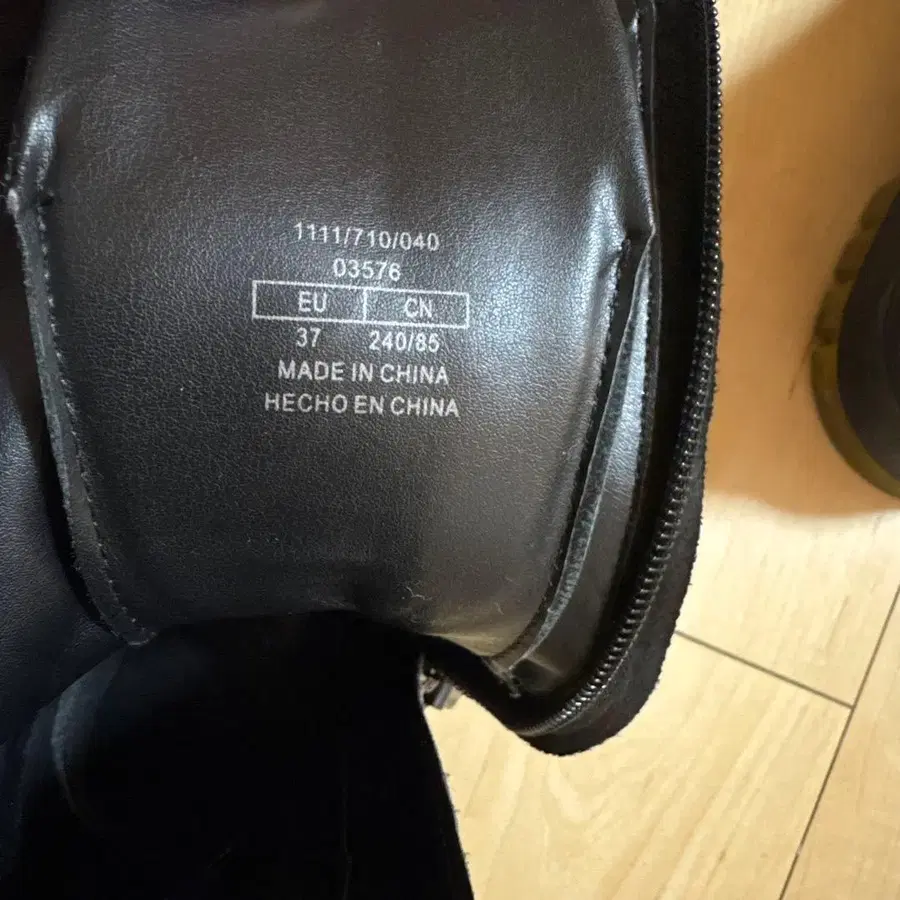 1111/710/040
03576
EU CN
37 240/85
MADE IN CHINA
HECHO EN CHINA